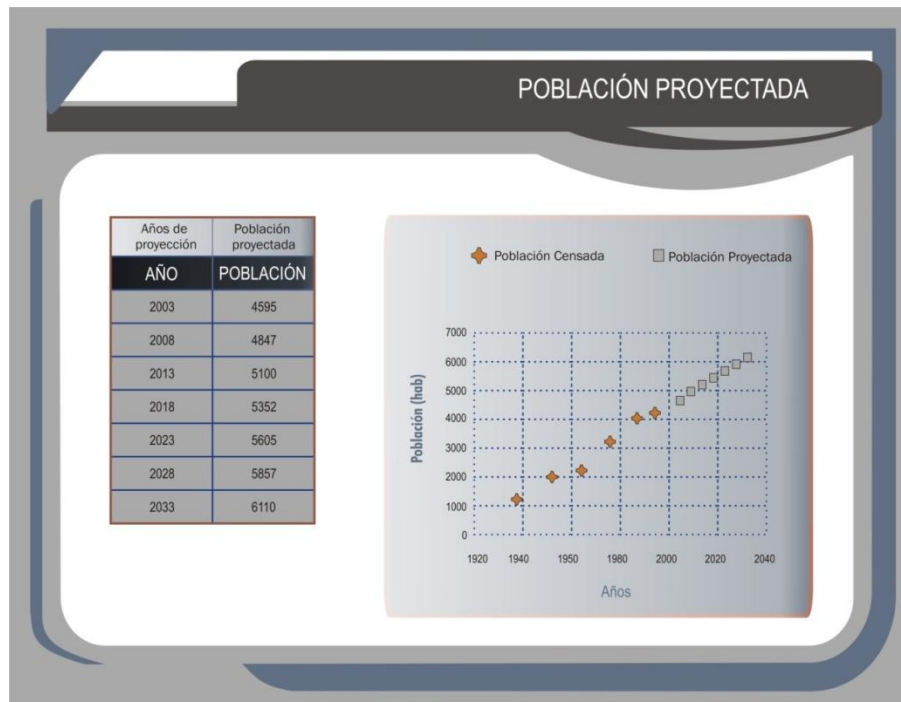 POBLACIÓN PROYECTADA
Años de proyección
Población proyectada
AÑO POBLACIÓN
2003 4595
2008 4847
2013 5100
2018 5352
2023 5605
2028 5857
2033 6110
Población Censada Población Proyectada
7000
6000
5000
4000
3000
2000
1000
0
Población (hab)
1920 1940 1950 1980 2000 2020 2040
Años